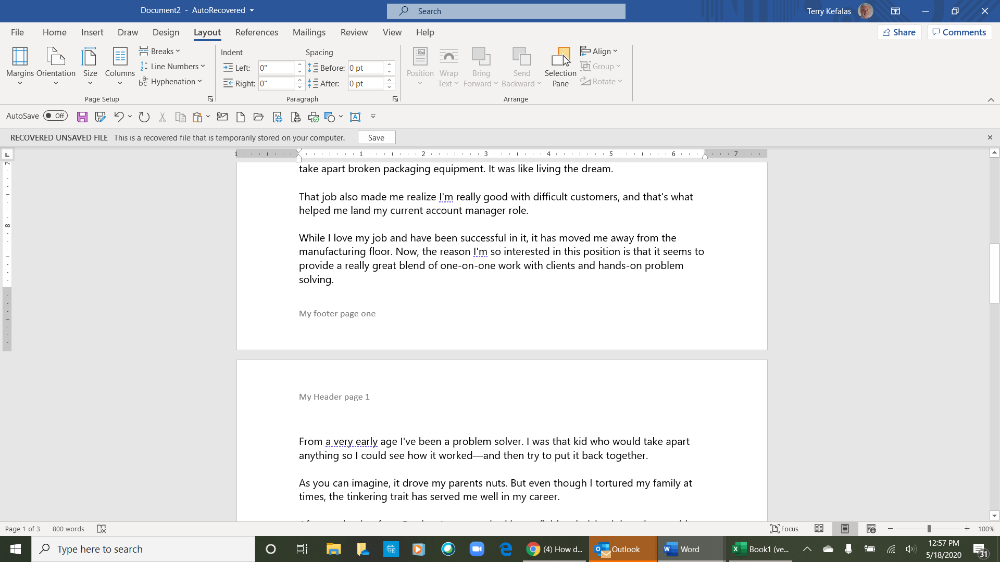 Document2 - AutoRecovered
Search
Terry Kefalas
File Home Insert Draw Design Layout References Mailings Review View Help
Share Comments
Margins Orientation Size Columns
Breaks
Line Numbers
Hyphenation
Page Setup
Indent Spacing
Left: 0" Before: 0 pt
Right: 0" After: 0 pt
Paragraph
Position
Wrap Text
Bring Forward
Send Backward
Selection Pane
Align
Group
Rotate
Arrange
AutoSave Off
RECOVERED UNSAVED FILE This is a recovered file that is temporarily stored on your computer. Save
1 1 2 3 4 5 6 7
7
8
take apart broken packaging equipment. It was like living the dream.
That job also made me realize I'm really good with difficult customers, and that's what
helped me land my current account manager role.
While I love my job and have been successful in it, it has moved me away from the
manufacturing floor. Now, the reason I'm so interested in this position is that it seems to
provide a really great blend of one-on-one work with clients and hands-on problem
solving.
My footer page one
My Header page 1
From a very early age I've been a problem solver. I was that kid who would take apart
anything so I could see how it worked—and then try to put it back together.
As you can imagine, it drove my parents nuts. But even though I tortured my family at
times, the tinkering trait has served me well in my career.
Page 1 of 3 800 words
Focus 100%
Type here to search
(4) How d...
Outlook
Word
Book1 (ve...
12:57 PM
5/18/2020
31